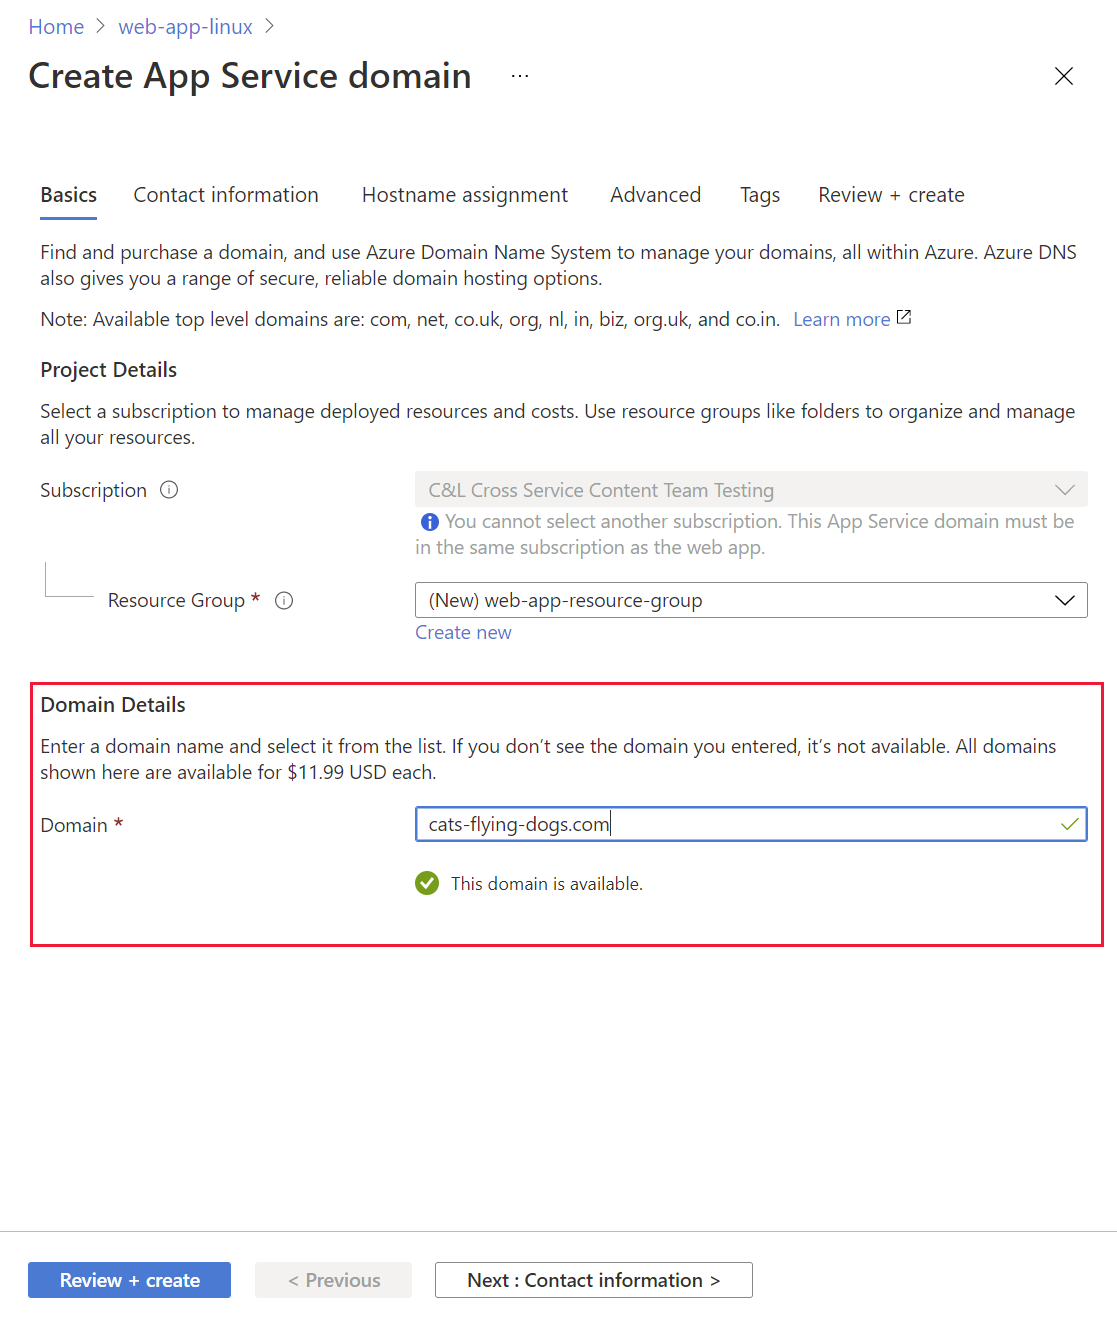 Home > web-app-linux >
Create App Service domain ...
Basics Contact information Hostname assignment Advanced Tags Review + create
Find and purchase a domain, and use Azure Domain Name System to manage your domains, all within Azure. Azure DNS
also gives you a range of secure, reliable domain hosting options.
Note: Available top level domains are: com, net, co.uk, org, nl, in, biz, org.uk, and co.in. Learn more
Project Details
Select a subscription to manage deployed resources and costs. Use resource groups like folders to organize and manage
all your resources.
Subscription C&L Cross Service Content Team Testing
You cannot select another subscription. This App Service domain must be
in the same subscription as the web app.
Resource Group * (New) web-app-resource-group
Create new
Domain Details
Enter a domain name and select it from the list. If you don’t see the domain you entered, it’s not available. All domains
shown here are available for $11.99 USD each.
Domain * cats-flying-dogs.com
This domain is available.
Review + create < Previous Next : Contact information >